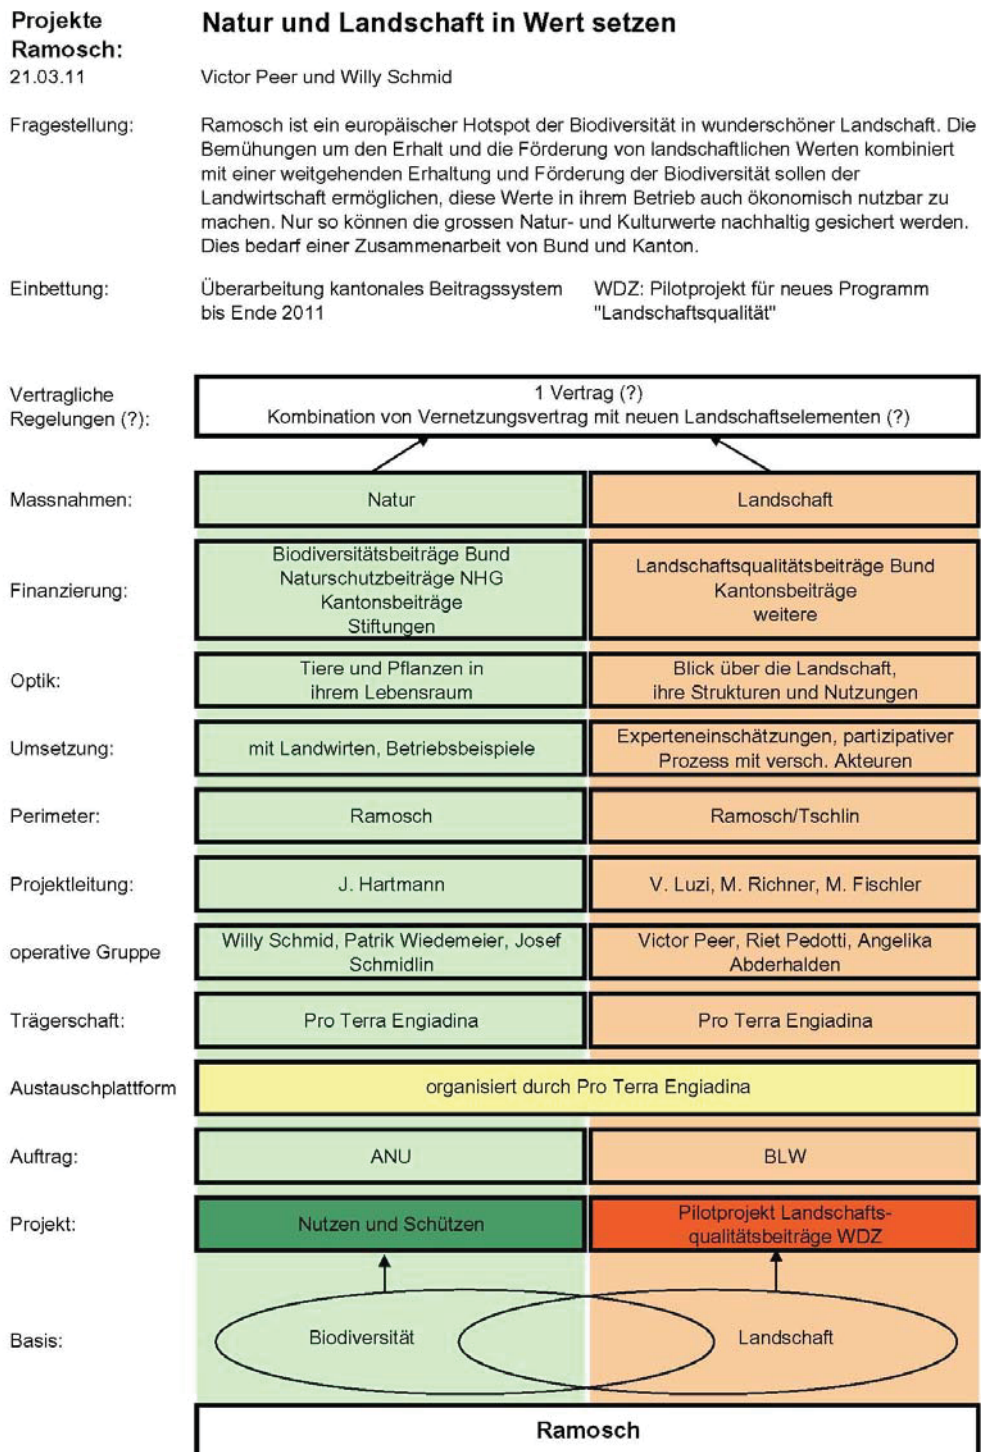 Projekte
Ramosch:
Natur und Landschaft in Wert setzen
21.03.11
Victor Peer und Willy Schmid
Fragestellung:
Ramosch ist ein europäischer Hotspot der Biodiversität in wunderschöner Landschaft. Die
Bemühungen um den Erhalt und die Förderung von landschaftlichen Werten kombiniert
mit einer weitgehenden Erhaltung und Förderung der Biodiversität sollen der
Landwirtschaft ermöglichen, diese Werte in ihrem Betrieb auch ökonomisch nutzbar zu
machen. Nur so können die grossen Natur- und Kulturwerte nachhaltig gesichert werden.
Dies bedarf einer Zusammenarbeit von Bund und Kanton.
Einbettung:
Überarbeitung kantonales Beitragssystem
bis Ende 2011
WDZ: Pilotprojekt für neues Programm
"Landschaftsqualität"
Vertragliche
Regelungen (?):
1 Vertrag (?)
Kombination von Vernetzungsvertrag mit neuen Landschaftselementen (?)
Massnahmen:
Natur
Landschaft
Finanzierung:
Biodiversitätsbeiträge Bund
Naturschutzbeiträge NHG
Kantonsbeiträge
Stiftungen
Landschaftsqualitätsbeiträge Bund
Kantonsbeiträge
weitere
Optik:
Tiere und Pflanzen in
ihrem Lebensraum
Blick über die Landschaft,
ihre Strukturen und Nutzungen
Umsetzung:
mit Landwirten, Betriebsbeispiele
Experteneinschätzungen, partizipativer
Prozess mit versch. Akteuren
Perimeter:
Ramosch
Ramosch/Tschlin
Projektleitung:
J. Hartmann
V. Luzi, M. Richner, M. Fischler
operative Gruppe
Willy Schmid, Patrik Wiedemeier, Josef
Schmidlin
Victor Peer, Riet Pedotti, Angelika
Abderhalden
Trägerschaft:
Pro Terra Engiadina
Pro Terra Engiadina
Austauschplattform
organisiert durch Pro Terra Engiadina
Auftrag:
ANU
BLW
Projekt:
Nutzen und Schützen
Pilotprojekt Landschafts-
qualitätsbeiträge WDZ
Basis:
Biodiversität
Landschaft
Ramosch